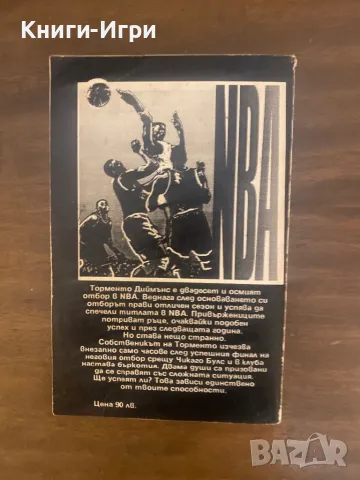 Книги-Игри
NBA
Торменто Диймънс е двадесет и осмият
отбор в NBA. Веднага след основаването си
отборът прави отличен сезон и успява да
спечели титлата в NBA. Привържениците
потриват ръце, очаквайки подобен
успех и през следващата година.
Но става нещо странно.
Собственикът на Торменто изчезва
внезапно само часове след успешния финал на
неговия отбор срещу Чикаго Булс и в клуба
настава бъркотия. Двама души са призовани
да се справят със сложната ситуация.
Ще успеят ли? Това зависи единствено
от твоите способности.
Цена 90 лв.
BAZAR
bg